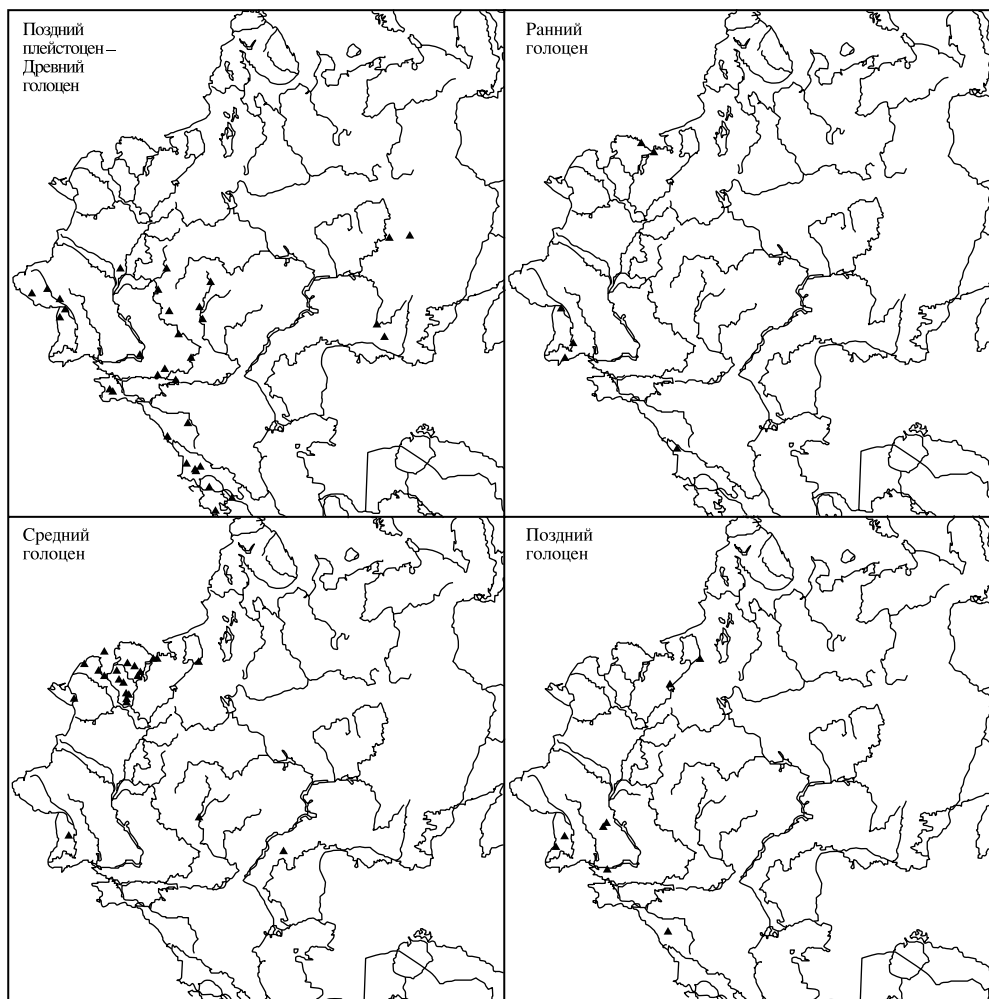 Поздний
плейстоцен –
Древний
голоцен
Ранний
голоцен
Средний
голоцен
Поздний
голоцен